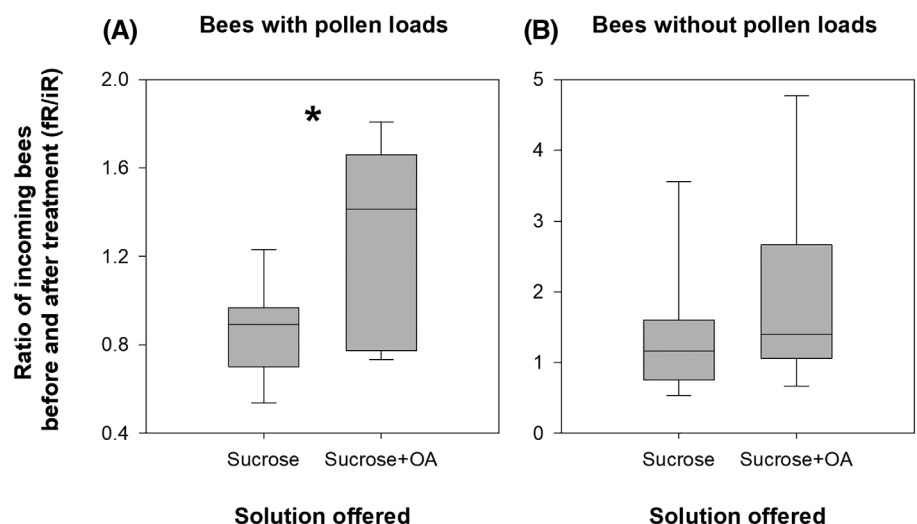 (A) Bees with pollen loads
(B) Bees without pollen loads
Ratio of incoming bees
before and after treatment (fR/iR)
2.0
1.6
1.2
0.8
0.4
*
Sucrose Sucrose+OA
Solution offered
5
4
3
2
1
0
Sucrose Sucrose+OA
Solution offered